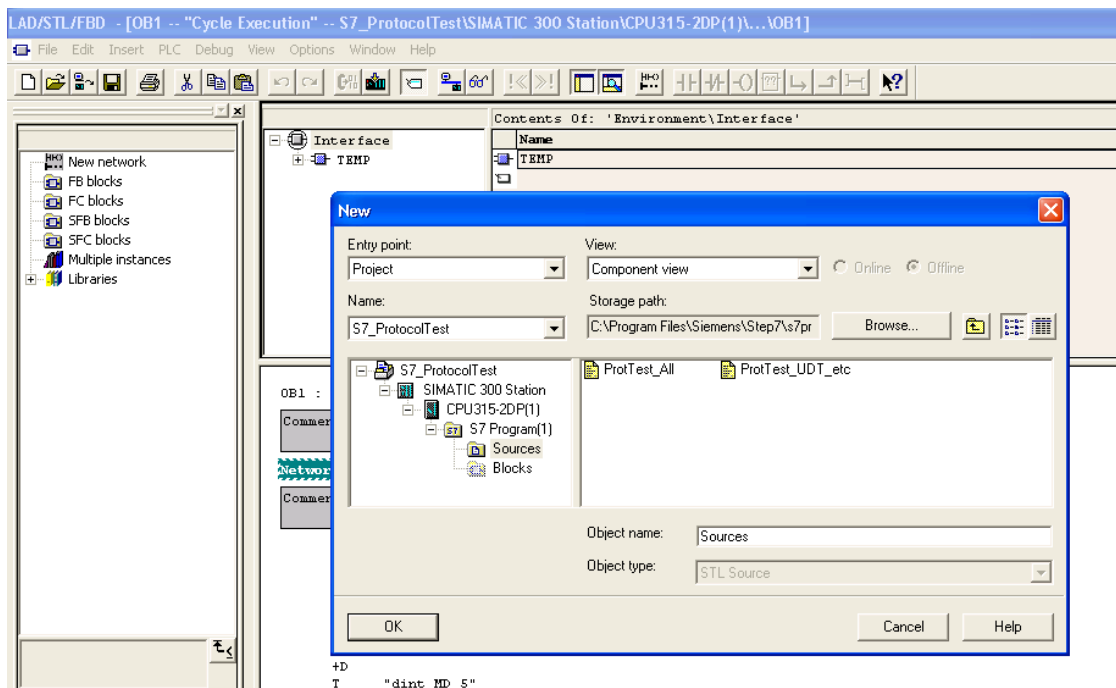 LAD/STL/FBD - [OB1 -- "Cycle Execution" -- S7_ProtocolTest\SIMATIC 300 Station\CPU315-2DP(1)\...\OB1]
File Edit Insert PLC Debug View Options Window Help
Contents Of: 'Environment\Interface'
Interface
TEMP
Name
TEMP
New network
FB blocks
FC blocks
SFB blocks
SFC blocks
Multiple instances
Libraries
OB1 :
Commer
Networ
Commer
New
Entry point:
View:
Project
Component view
Online
Offline
Name:
Storage path:
S7_ProtocolTest
C:\Program Files\Siemens\Step7\s7pr
Browse...
S7_ProtocolTest
SIMATIC 300 Station
CPU315-2DP(1)
S7 Program(1)
Sources
Blocks
ProtTest_All
ProtTest_UDT_etc
Object name:
Sources
Object type:
STL Source
OK
Cancel
Help
+D
T "dint MD 5"